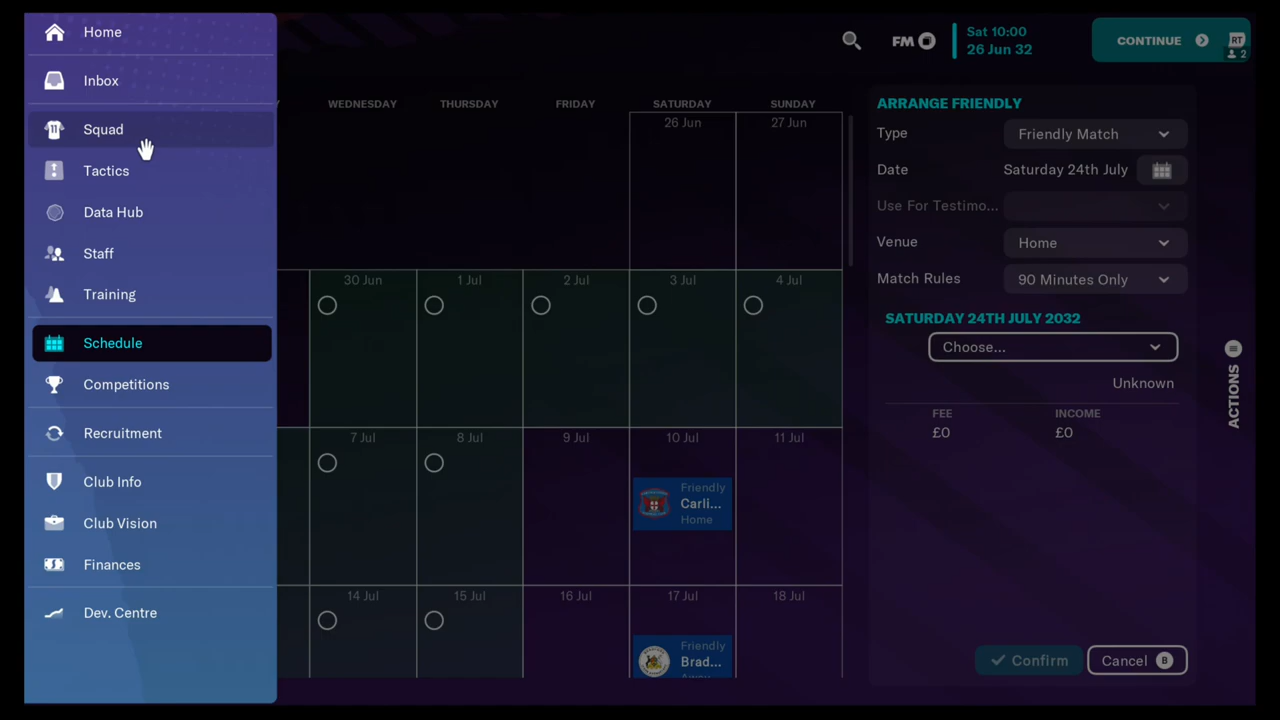 Home
Inbox
Squad
Tactics
Data Hub
Staff
Training
Schedule
Competitions
Recruitment
Club Info
Club Vision
Finances
Dev. Centre
FM
Sat 10:00
26 Jun 32
CONTINUE
RT
2
WEDNESDAY THURSDAY FRIDAY SATURDAY SUNDAY
26 Jun 27 Jun
30 Jun 1 Jul 2 Jul 3 Jul 4 Jul
7 Jul 8 Jul 9 Jul 10 Jul 11 Jul
Friendly
Carli...
Home
14 Jul 15 Jul 16 Jul 17 Jul 18 Jul
Friendly
Brad...
ARRANGE FRIENDLY
Type Friendly Match
Date Saturday 24th July
Use For Testimo...
Venue Home
Match Rules 90 Minutes Only
SATURDAY 24TH JULY 2032
Choose...
Unknown
FEE INCOME
£0 £0
Confirm Cancel B
ACTIONS